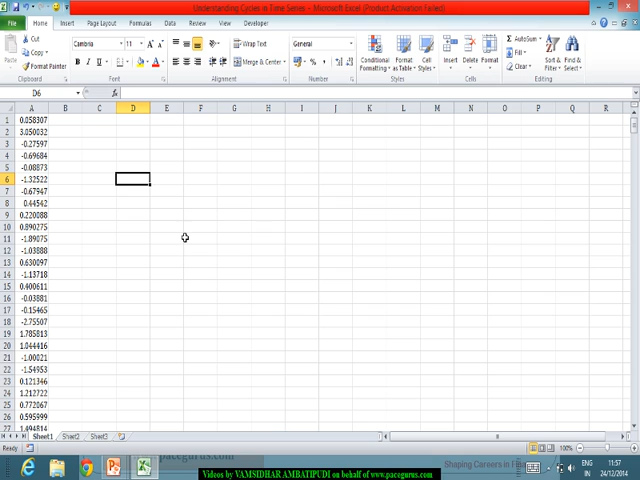 Understanding Cycles in Time Series - Microsoft Excel (Product Activation Failed)
File Home Insert Page Layout Formulas Data Review View Developer
Cut
Copy
Format Painter
Paste
Cambria 11
Wrap Text
Merge & Center
General
Conditional Formatting
Format as Table
Cell Styles
Insert Delete Format
AutoSum
Fill
Clear
Sort & Filter
Find & Select
Clipboard Font Alignment Number Styles Cells Editing
D6 fx
A B C D E F G H I J K L M N O P Q R
1 0.058307
2 3.050032
3 -0.27597
4 -0.69684
5 -0.08873
6 -1.32522
7 -0.67947
8 0.44542
9 0.220088
10 0.890275
11 -1.89075
12 -1.03888
13 0.630097
14 -1.13718
15 0.400611
16 -0.03881
17 -0.15465
18 -2.75507
19 1.785813
20 1.044416
21 -1.00021
22 -1.54953
23 0.121346
24 1.212722
25 0.772067
26 0.595999
27 1.494814
Sheet1 Sheet2 Sheet3
Ready 100%
pacegurus.com
Shaping Careers in
ENG
IN
11:57
24/12/2014
Videos by VAMSIDHAR AMBATIPUDI on behalf of www.pacegurus.com